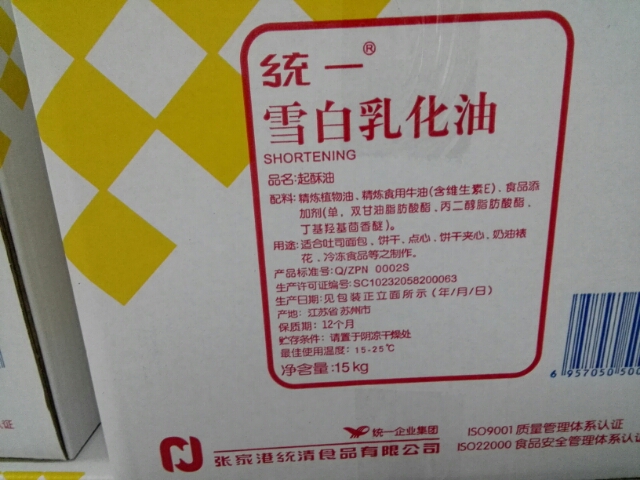 统一®
雪白乳化油
SHORTENING
品名:起酥油
配料:精炼植物油、精炼食用牛油(含维生素E)、食品添
加剂(单,双甘油脂肪酸酯、丙二醇脂肪酸酯、
丁基羟基茴香醚)。
用途:适合吐司面包、饼干、点心、饼干夹心、奶油裱
花、冷冻食品等之制作。
产品标准号:Q/ZPN 0002S
生产许可证编号:SC10232058200063
生产日期:见包装正立面所示(年/月/日)
产地:江苏省 苏州市
保质期:12个月
贮存条件:请置于阴凉干燥处
最佳使用温度:15-25℃
净含量:15kg
6 957050 500
统一企业集团
张家港统清食品有限公司
ISO9001 质量管理体系认证
ISO22000 食品安全管理体系认证
认证